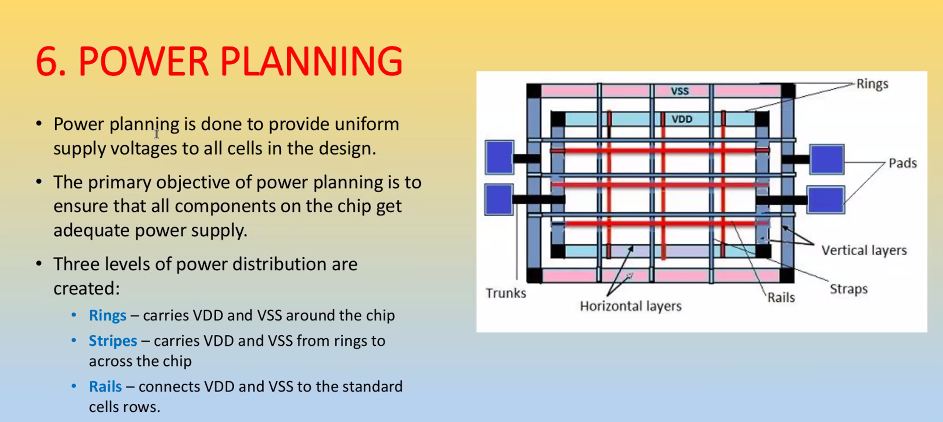 6. POWER PLANNING
• Power planning is done to provide uniform
supply voltages to all cells in the design.
• The primary objective of power planning is to
ensure that all components on the chip get
adequate power supply.
• Three levels of power distribution are
created:
• Rings – carries VDD and VSS around the chip
• Stripes – carries VDD and VSS from rings to
across the chip
• Rails – connects VDD and VSS to the standard
cells rows.
Rings
VSS
VDD
Pads
Vertical layers
Straps
Trunks
Rails
Horizontal layers